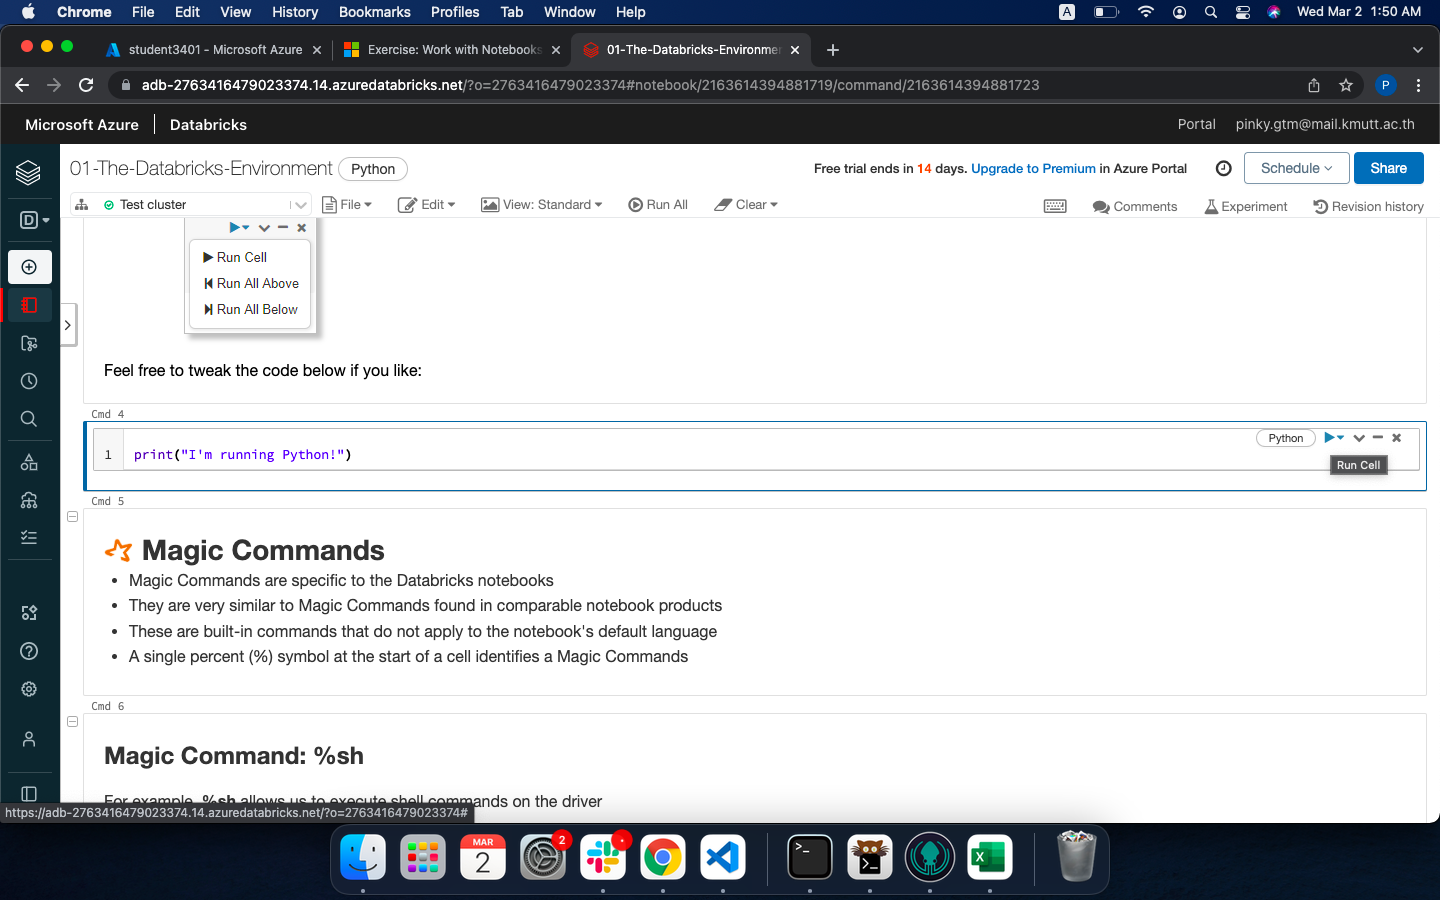 Chrome File Edit View History Bookmarks Profiles Tab Window Help A Wed Mar 2 1:50 AM
student3401 - Microsoft Azure Exercise: Work with Notebooks 01-The-Databricks-Environmen
adb-2763416479023374.14.azuredatabricks.net/?o=2763416479023374#notebook/2163614394881719/command/2163614394881723 P
Microsoft Azure Databricks Portal pinky.gtm@mail.kmutt.ac.th
01-The-Databricks-Environment Python Free trial ends in 14 days. Upgrade to Premium in Azure Portal Schedule Share
D Test cluster File Edit View: Standard Run All Clear Comments Experiment Revision history
Run Cell
Run All Above
Run All Below
Feel free to tweak the code below if you like:
Cmd 4
Python
1 print("I'm running Python!")
Run Cell
Cmd 5
Magic Commands
• Magic Commands are specific to the Databricks notebooks
• They are very similar to Magic Commands found in comparable notebook products
• These are built-in commands that do not apply to the notebook's default language
• A single percent (%) symbol at the start of a cell identifies a Magic Commands
Cmd 6
Magic Command: %sh
For example, %sh allows us to execute shell commands on the driver
https://adb-2763416479023374.14.azuredatabricks.net/?o=2763416479023374#
MAR
2
2